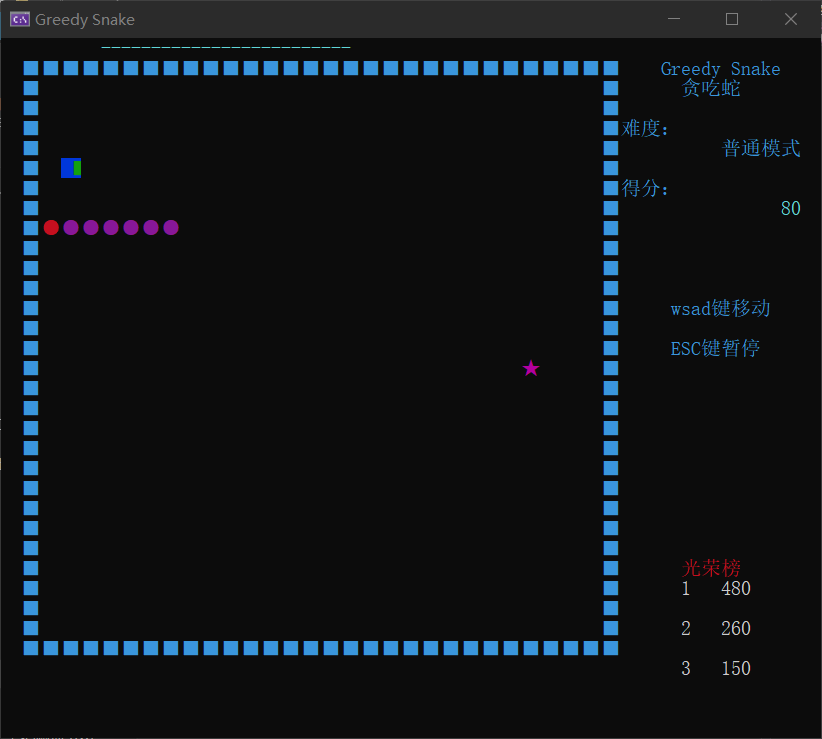 Greedy Snake
Greedy Snake
贪吃蛇
难度:
普通模式
得分:
80
wsad键移动
ESC键暂停
光荣榜
1 480
2 260
3 150